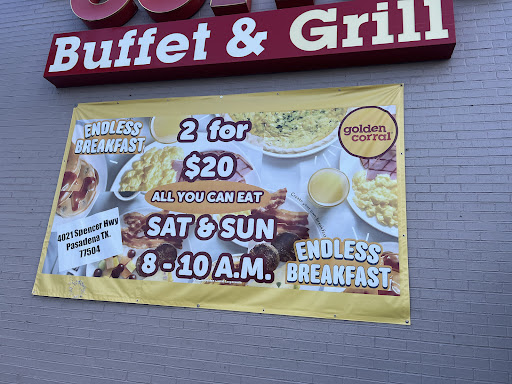 Buffet & Grill
ENDLESS
BREAKFAST
2 for
$20
ALL YOU CAN EAT
SAT & SUN
8 - 10 A.M.
golden
corral
4021 Spencer Hwy
Pasadena TX.
77504
ENDLESS
BREAKFAST